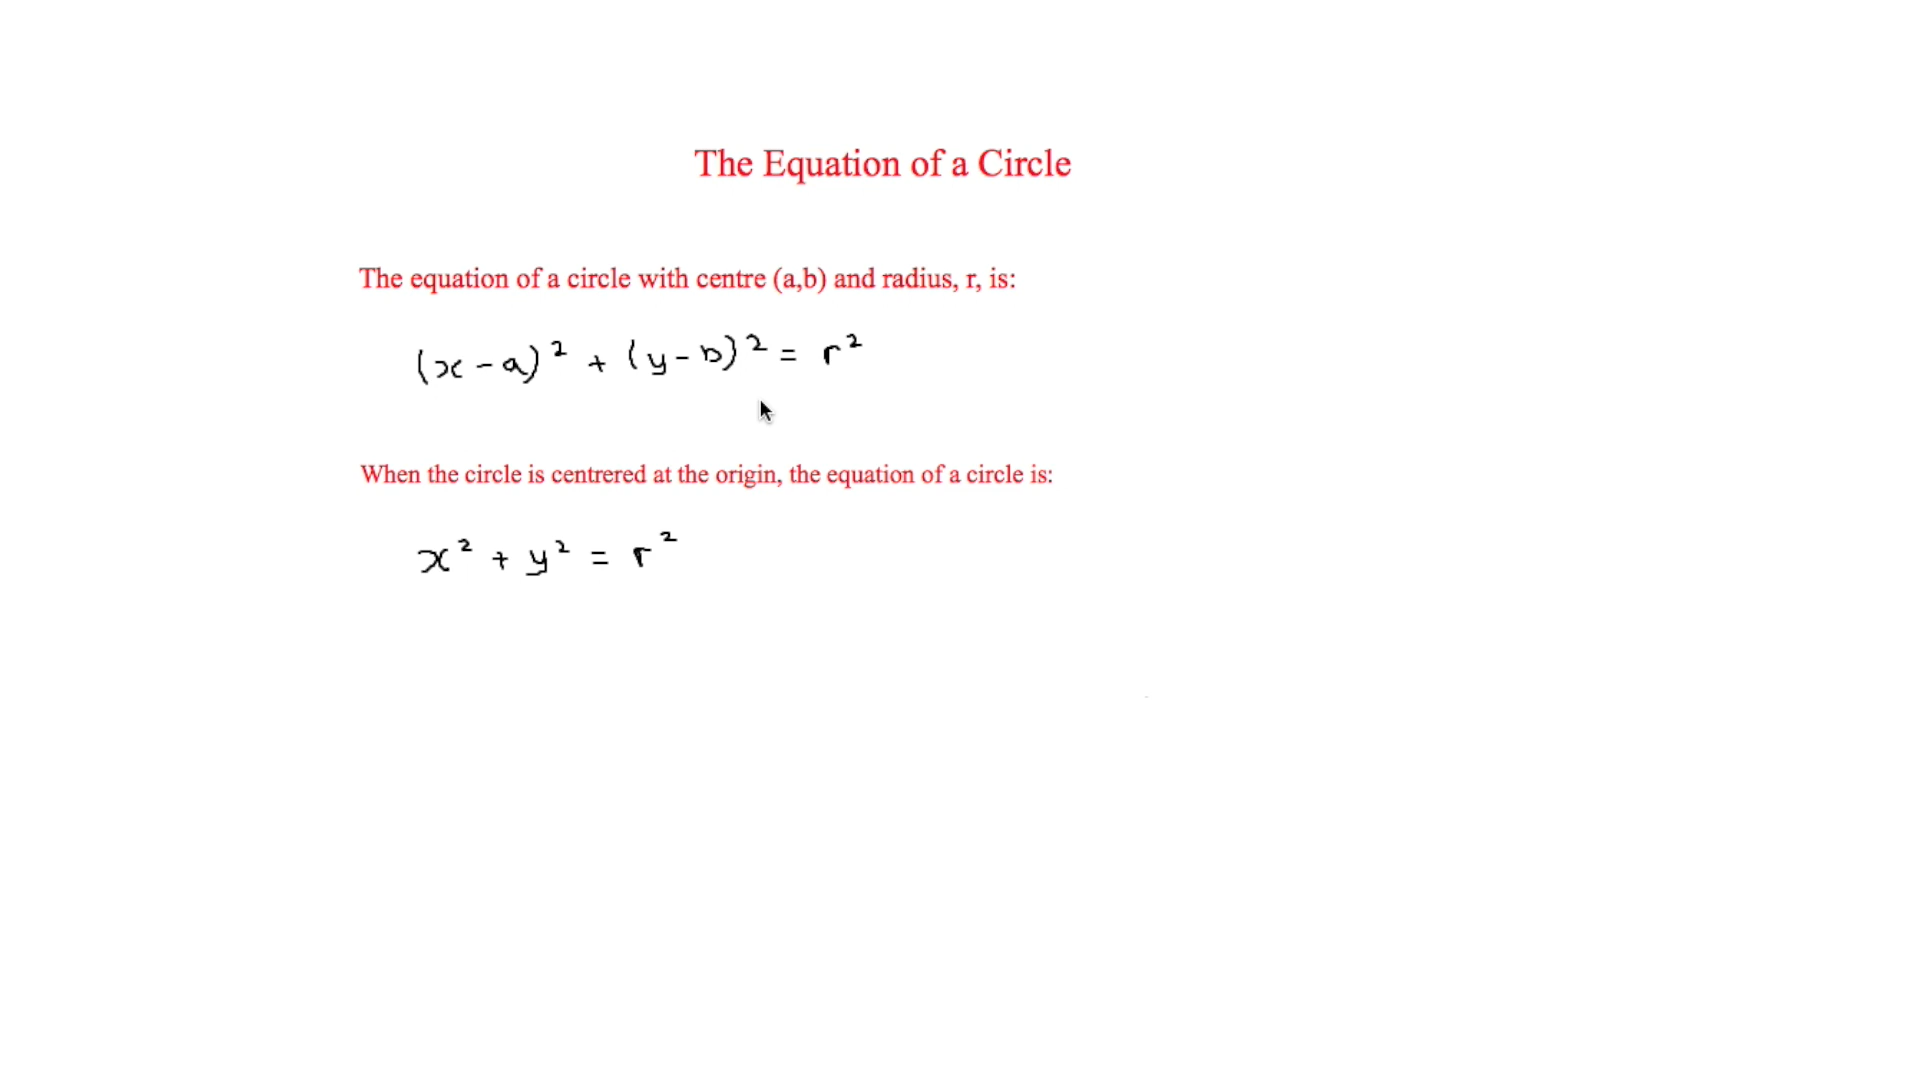 The Equation of a Circle
The equation of a circle with centre (a,b) and radius, r, is:
(x - a)² + (y - b)² = r²
When the circle is centrered at the origin, the equation of a circle is:
x² + y² = r²